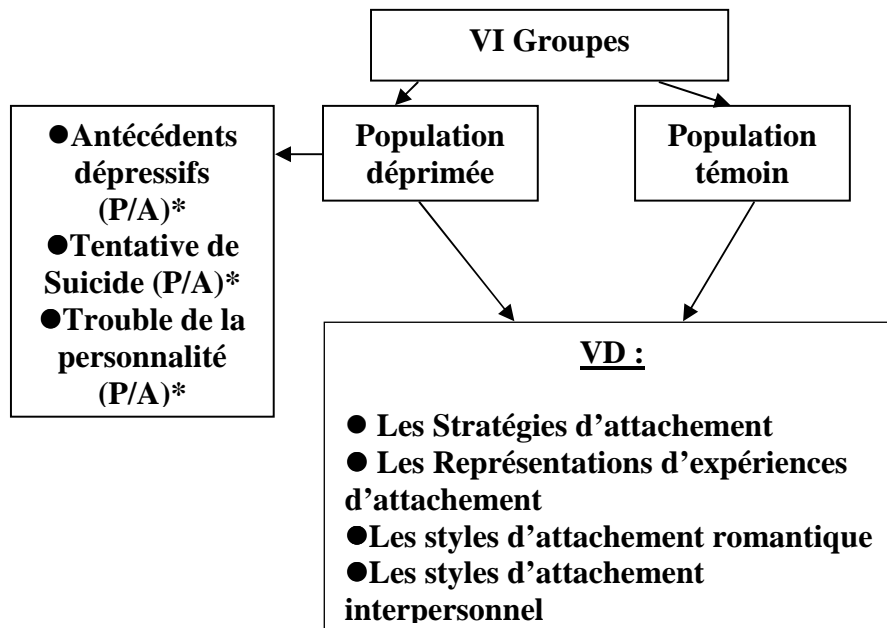 VI Groupes
Population
déprimée
Population
témoin
●Antécédents
dépressifs
(P/A)*
●Tentative de
Suicide (P/A)*
●Trouble de la
personnalité
(P/A)*
VD :
● Les Stratégies d’attachement
● Les Représentations d’expériences
d’attachement
●Les styles d’attachement romantique
●Les styles d’attachement
interpersonnel